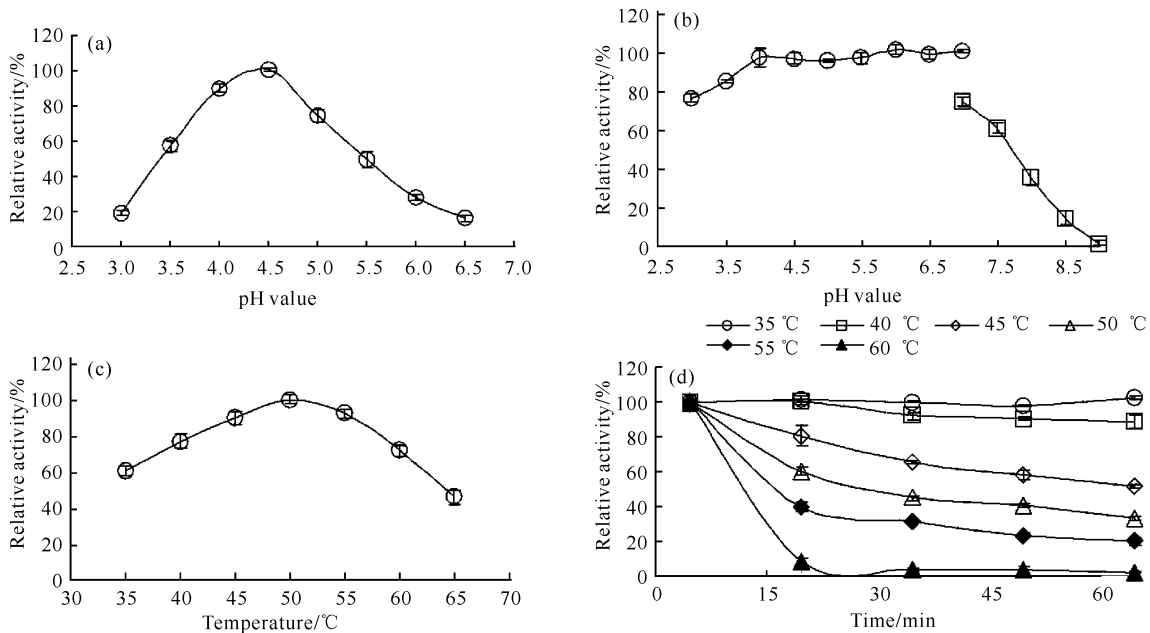 (a)
120
100
80
60
40
20
0
Relative activity/%
2.5 3.0 3.5 4.0 4.5 5.0 5.5 6.0 6.5 7.0
pH value
(b)
120
100
80
60
40
20
0
Relative activity/%
2.5 3.5 4.5 5.5 6.5 7.5 8.5
pH value
35 ℃ 40 ℃ 45 ℃ 50 ℃
55 ℃ 60 ℃
(c)
120
100
80
60
40
20
0
Relative activity/%
30 35 40 45 50 55 60 65 70
Temperature/℃
(d)
120
100
80
60
40
20
0
Relative activity/%
0 15 30 45 60
Time/min